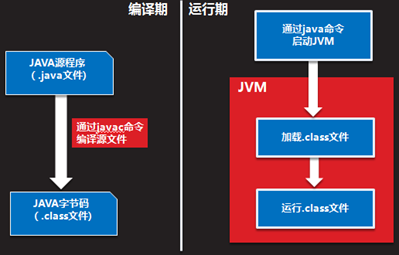 编译期
运行期
JAVA源程序
（.java文件)
通过javac命令
编译源文件
JAVA字节码
（.class文件)
通过java命令
启动JVM
JVM
加载.class文件
运行.class文件